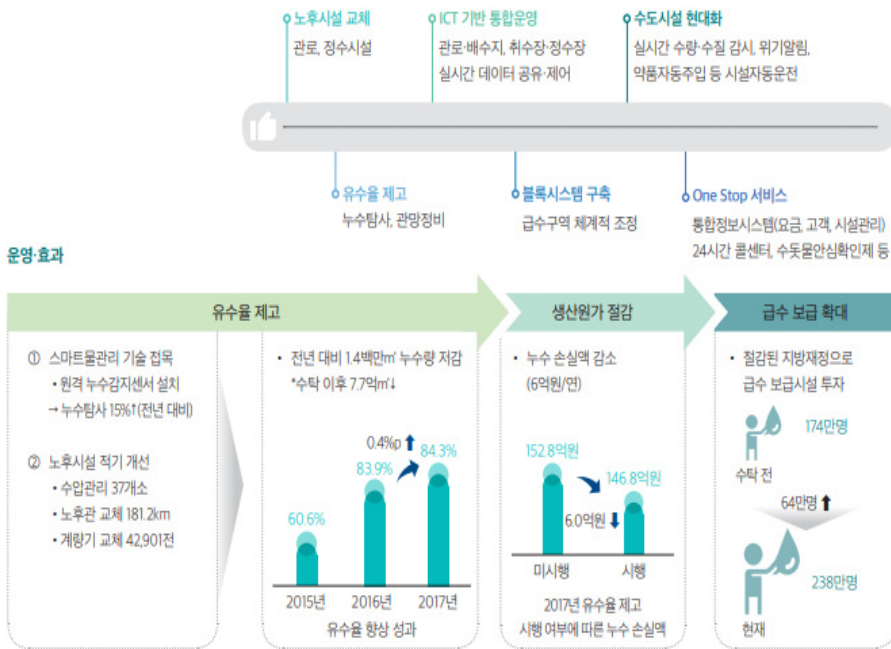 노후시설 교체
관로, 정수시설
ICT 기반 통합운영
관로·배수지, 취수장·정수장
실시간 데이터 공유·제어
수도시설 현대화
실시간 수량·수질 감시, 위기알림,
약품자동주입 등 시설자동운전
유수율 제고
누수탐사, 관망정비
블록시스템 구축
급수구역 체계적 조정
One Stop 서비스
통합정보시스템(요금, 고객, 시설관리)
24시간 콜센터, 수돗물안심확인제 등
운영·효과
유수율 제고
① 스마트물관리 기술 접목
• 원격 누수감지센서 설치
→ 누수탐사 15%↑(전년 대비)
② 노후시설 적기 개선
• 수압관리 37개소
• 노후관 교체 181.2km
• 계량기 교체 42,901전
• 전년 대비 1.4백만㎥ 누수량 저감
*수탁 이후 7.7억㎥↓
0.4%p
60.6%
83.9%
84.3%
2015년
2016년
2017년
유수율 향상 성과
생산원가 절감
• 누수 손실액 감소
(6억원/연)
152.8억원
146.8억원
6.0억원
미시행
시행
2017년 유수율 제고
시행 여부에 따른 누수 손실액
급수 보급 확대
• 절감된 지방재정으로
급수 보급시설 투자
174만명
수탁 전
64만명
238만명
현재